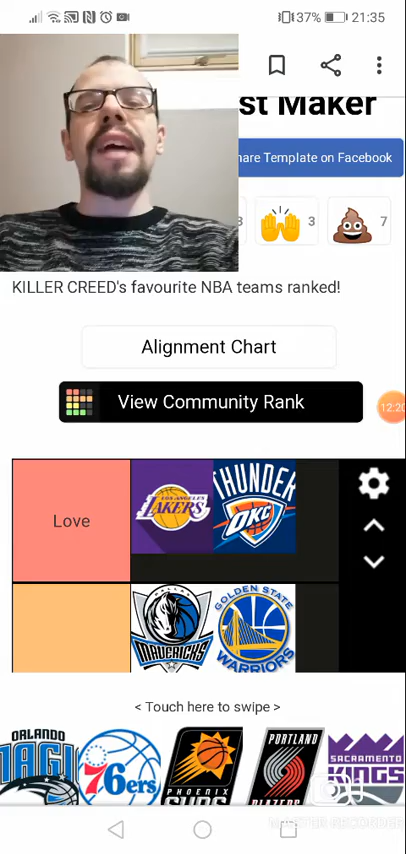 37% 21:35
st Maker
hare Template on Facebook
3 3 7
KILLER CREED's favourite NBA teams ranked!
Alignment Chart
View Community Rank
12:20
Love
LOS ANGELES
LAKERS
THUNDER
OKC
DALLAS
MAVERICKS
GOLDEN STATE
WARRIORS
< Touch here to swipe >
ORLANDO
MAGIC
76ers
PHOENIX
SUNS
PORTLAND
BLAZERS
SACRAMENTO
KINGS